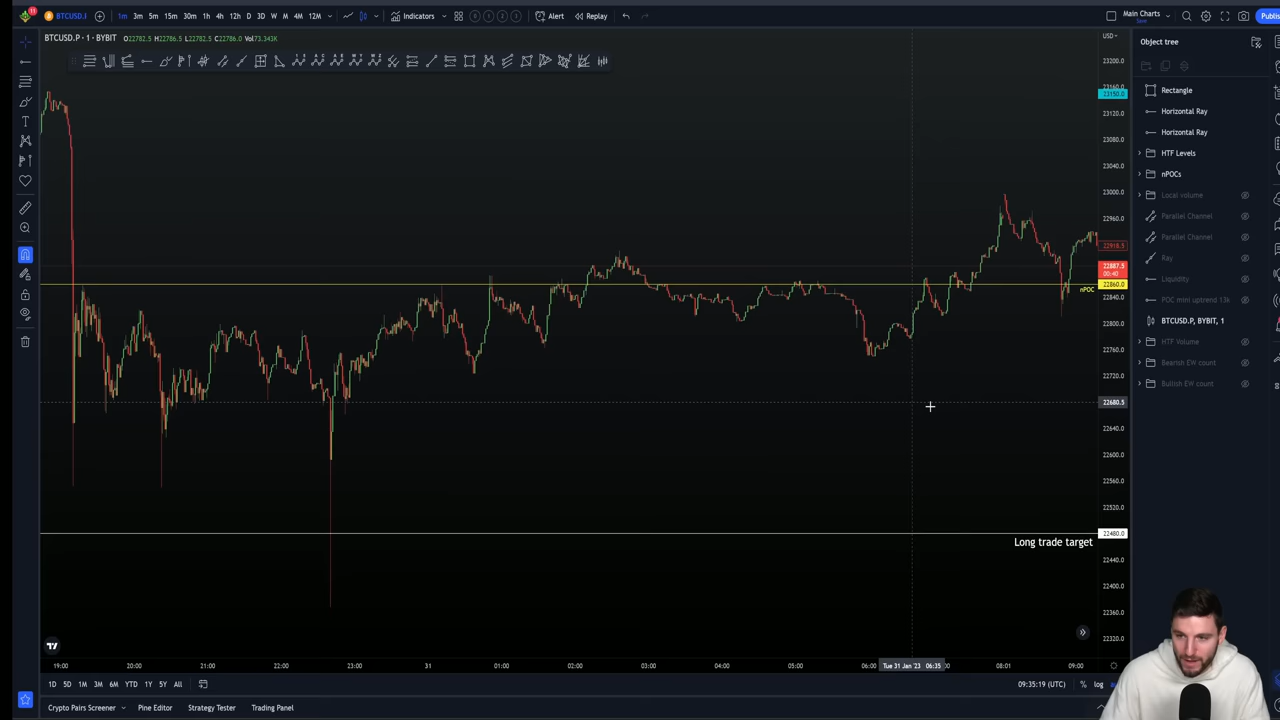 11
BTCUSD.P
1m 3m 5m 15m 30m 1h 4h 12h D 3D W M 4M 12M
Indicators
Alert
Replay
Main Charts
Save
Publis
BTCUSD.P · 1 · BYBIT O22782.5 H22786.5 L22782.5 C22786.0 Vol73.343K
USD
23200.0
23160.0
23150.0
23120.0
23080.0
23040.0
23000.0
22960.0
22918.5
22887.5
00:40
22860.0
nPOC
22840.0
22800.0
22760.0
22720.0
22680.5
22640.0
22600.0
22560.0
22520.0
22480.0
Long trade target
22440.0
22400.0
22360.0
22320.0
19:00 20:00 21:00 22:00 23:00 31 01:00 02:00 03:00 04:00 05:00 06:00 Tue 31 Jan '23 06:35 08:01 09:00
1D 5D 1M 3M 6M YTD 1Y 5Y All
09:35:19 (UTC) % log
Crypto Pairs Screener Pine Editor Strategy Tester Trading Panel
Object tree
Rectangle
Horizontal Ray
Horizontal Ray
HTF Levels
nPOCs
Local volume
Parallel Channel
Parallel Channel
Ray
Liquidity
POC mini uptrend 13k
BTCUSD.P, BYBIT, 1
HTF Volume
Bearish EW count
Bullish EW count